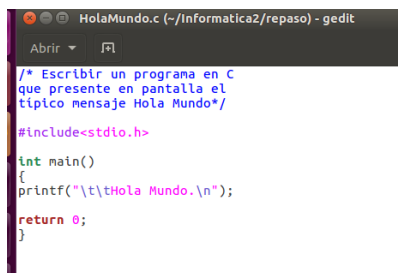 HolaMundo.c (~/Informatica2/repaso) - gedit
Abrir
/* Escribir un programa en C
que presente en pantalla el
típico mensaje Hola Mundo*/
#include<stdio.h>
int main()
{
printf("\t\tHola Mundo.\n");
return 0;
}